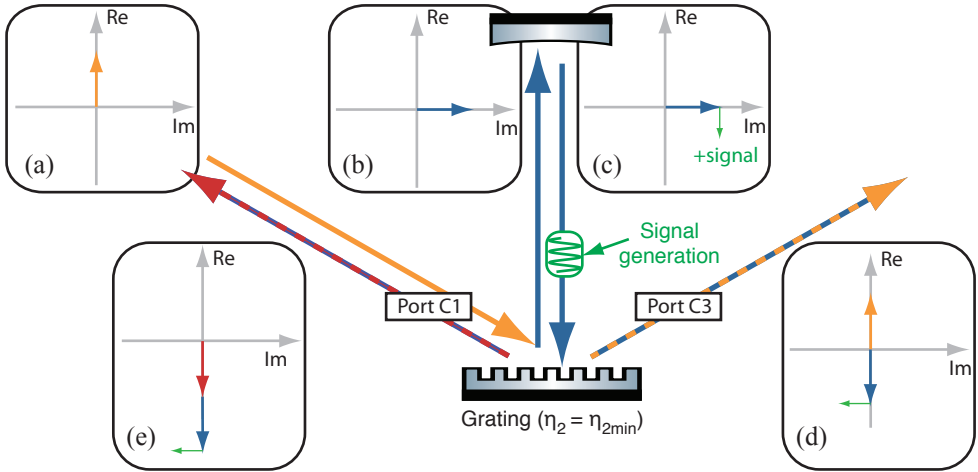 Re
Im
(a)
Re
Im
(b)
Re
Im
(c)
+signal
Signal
generation
Port C1
Port C3
Re
Im
(e)
Re
Im
(d)
Grating (η2 = η2min)